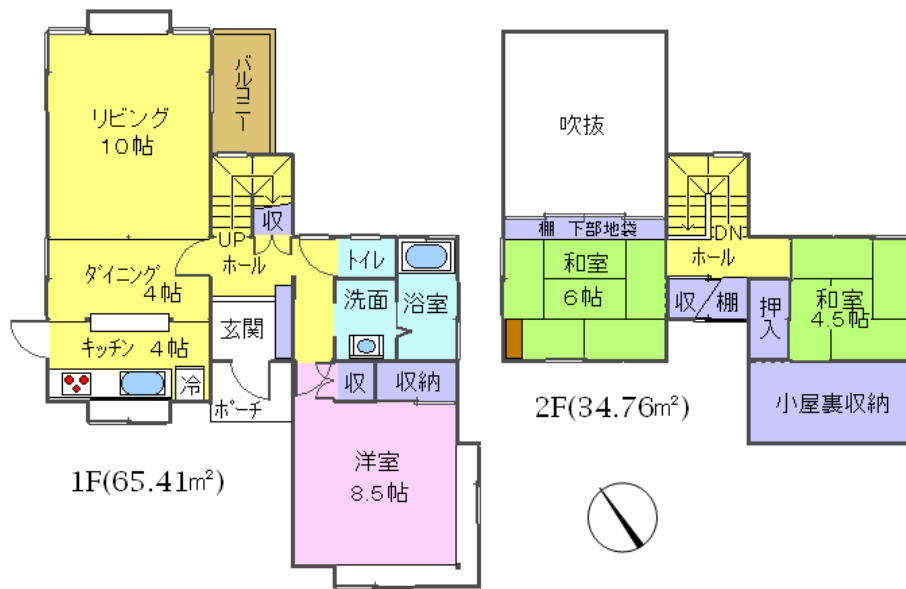 リビング
10帖
バルコニー
UP
収
ホール
トイレ
ダイニング
4帖
洗面
浴室
玄関
キッチン 4帖
冷
ポーチ
収
収納
洋室
8.5帖
1F(65.41㎡)
吹抜
棚 下部地袋
DN
ホール
和室
6帖
収
棚
押入
和室
4.5帖
小屋裏収納
2F(34.76㎡)